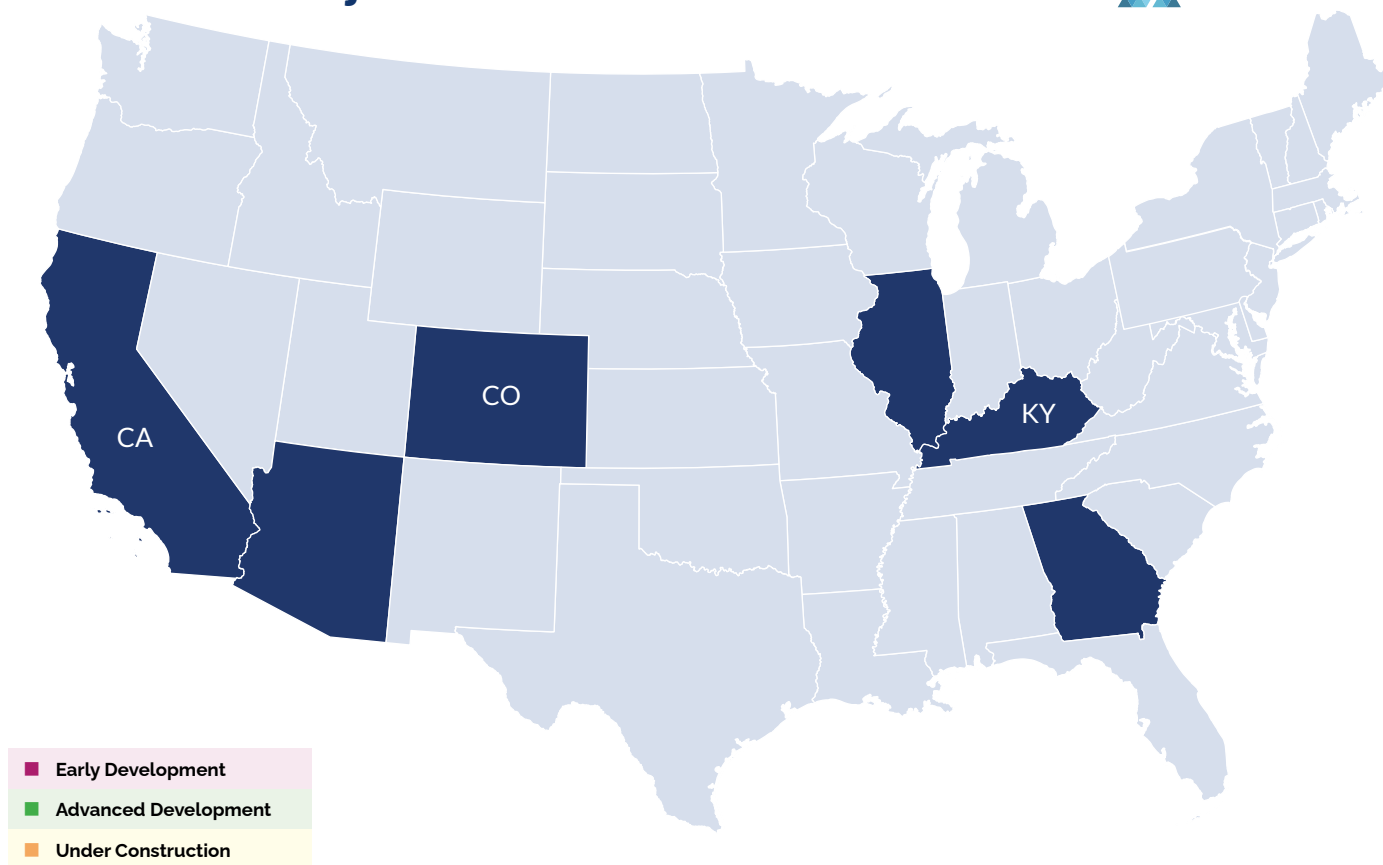 CO
KY
CA
Early Development
Advanced Development
Under Construction